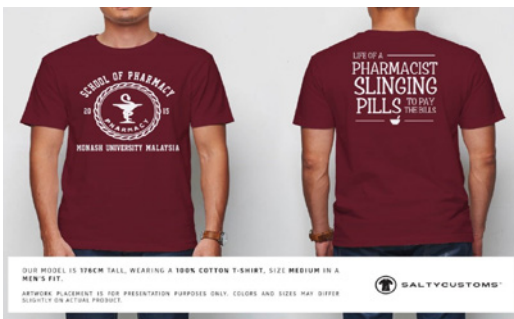 SCHOOL OF PHARMACY
20 15
PHARMACY
MONASH UNIVERSITY MALAYSIA
LIFE OF A
PHARMACIST
SLINGING
PILLS TO PAY
THE BILLS
OUR MODEL IS 176CM TALL, WEARING A 100% COTTON T-SHIRT, SIZE MEDIUM IN A
MEN'S FIT.
ARTWORK PLACEMENT IS FOR PRESENTATION PURPOSES ONLY. COLORS AND SIZES MAY DIFFER
SLIGHTLY ON ACTUAL PRODUCT.
SALTYCUSTOMS